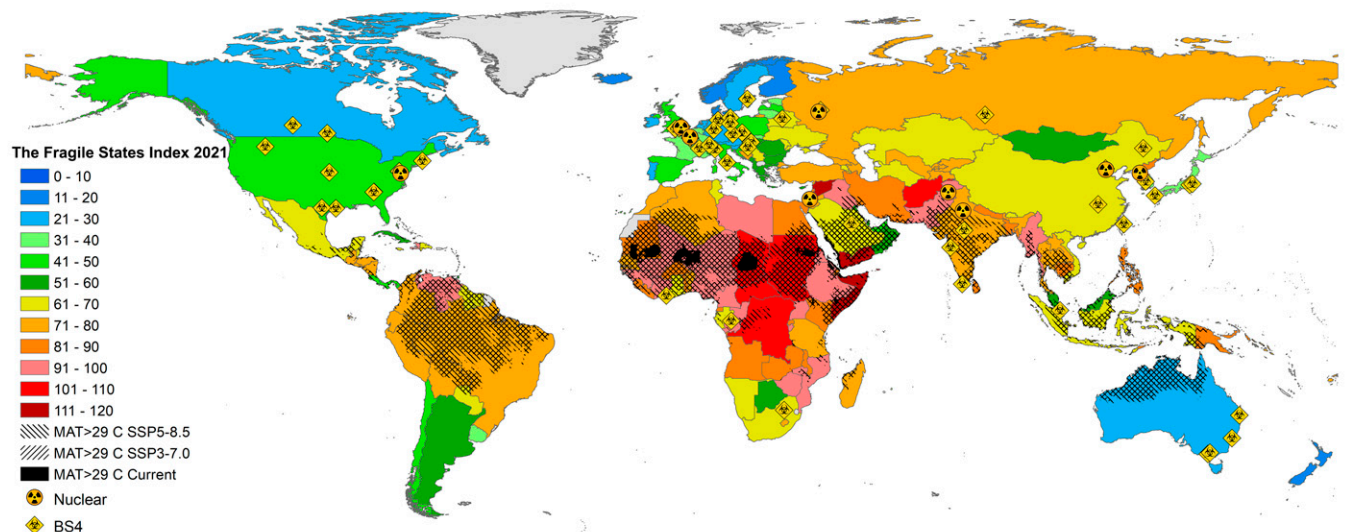 The Fragile States Index 2021
0 - 10
11 - 20
21 - 30
31 - 40
41 - 50
51 - 60
61 - 70
71 - 80
81 - 90
91 - 100
101 - 110
111 - 120
MAT>29 C SSP5-8.5
MAT>29 C SSP3-7.0
MAT>29 C Current
Nuclear
BS4